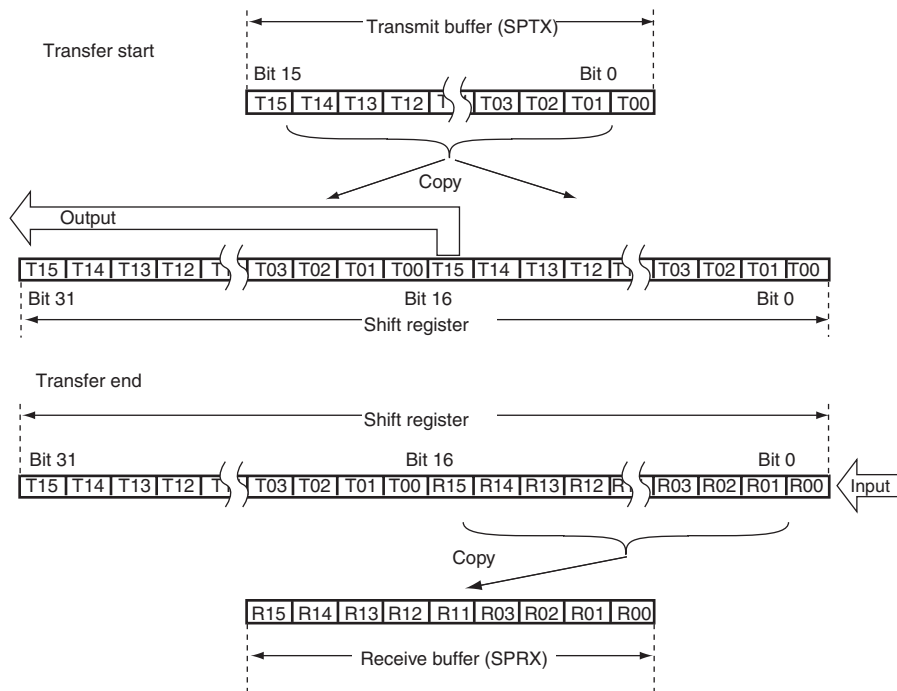 Transmit buffer (SPTX)
Transfer start
Bit 15 Bit 0
T15 T14 T13 T12 T03 T02 T01 T00
Copy
Output
T15 T14 T13 T12 T1 T03 T02 T01 T00 T15 T14 T13 T12 T1 T03 T02 T01 T00
Bit 31 Bit 16 Bit 0
Shift register
Transfer end
Shift register
Bit 31 Bit 16 Bit 0
T15 T14 T13 T12 T1 T03 T02 T01 T00 R15 R14 R13 R12 R1 R03 R02 R01 R00 Input
Copy
R15 R14 R13 R12 R11 R03 R02 R01 R00
Receive buffer (SPRX)